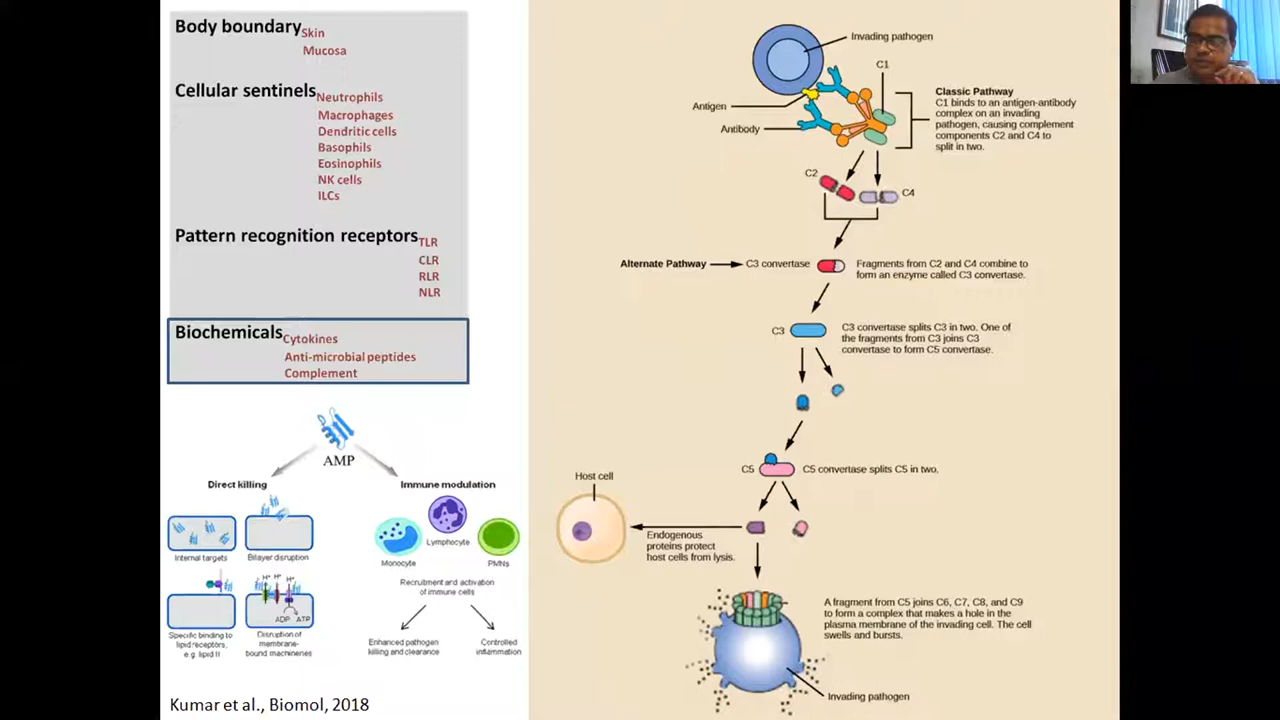 Body boundary
Skin
Mucosa
Cellular sentinels
Neutrophils
Macrophages
Dendritic cells
Basophils
Eosinophils
NK cells
ILCs
Pattern recognition receptors
TLR
CLR
RLR
NLR
Biochemicals
Cytokines
Anti-microbial peptides
Complement
AMP
Direct killing
Immune modulation
Internal targets
Bilayer disruption
Monocyte
Lymphocyte
PMNs
H+ H+ H+
ADP ATP
Specific binding to
lipid receptors,
e.g. lipid II
Disruption of
membrane-
bound machineries
Recruitment and activation
of immune cells
Enhanced pathogen
killing and clearance
Controlled
inflammation
Kumar et al., Biomol, 2018
Invading pathogen
C1
Antigen
Antibody
Classic Pathway
C1 binds to an antigen-antibody
complex on an invading
pathogen, causing complement
components C2 and C4 to
split in two.
C2
C4
Alternate Pathway
C3 convertase
Fragments from C2 and C4 combine to
form an enzyme called C3 convertase.
C3
C3 convertase splits C3 in two. One of
the fragments from C3 joins C3
convertase to form C5 convertase.
C5
C5 convertase splits C5 in two.
Host cell
Endogenous
proteins protect
host cells from lysis.
A fragment from C5 joins C6, C7, C8, and C9
to form a complex that makes a hole in the
plasma membrane of the invading cell. The cell
swells and bursts.
Invading pathogen